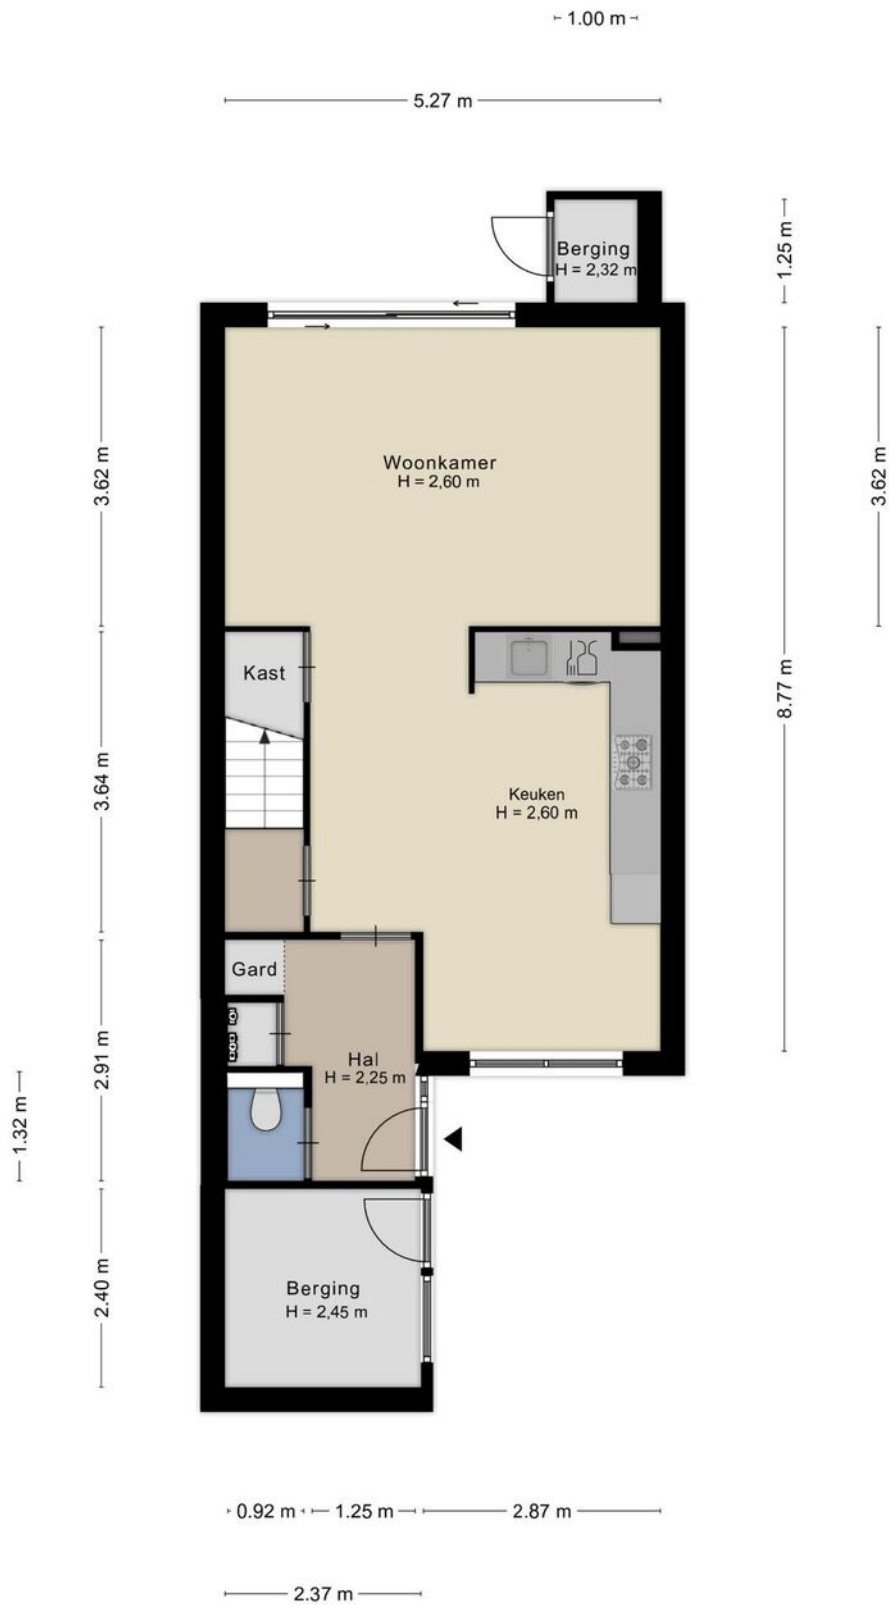 1.00 m
5.27 m
1.25 m
Berging
H = 2,32 m
3.62 m
Woonkamer
H = 2,60 m
3.62 m
Kast
8.77 m
3.64 m
Keuken
H = 2,60 m
Gard
2.91 m
Hal
H = 2,25 m
1.32 m
2.40 m
Berging
H = 2,45 m
0.92 m
1.25 m
2.87 m
2.37 m